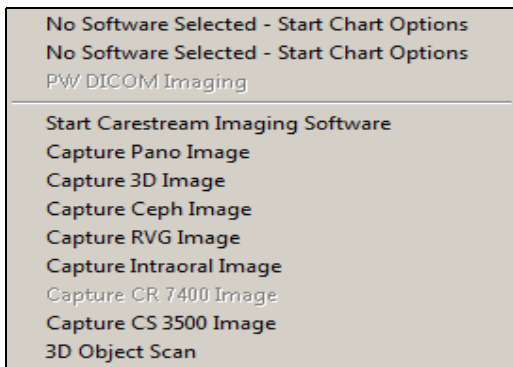 No Software Selected - Start Chart Options
No Software Selected - Start Chart Options
PW DICOM Imaging
Start Carestream Imaging Software
Capture Pano Image
Capture 3D Image
Capture Ceph Image
Capture RVG Image
Capture Intraoral Image
Capture CR 7400 Image
Capture CS 3500 Image
3D Object Scan